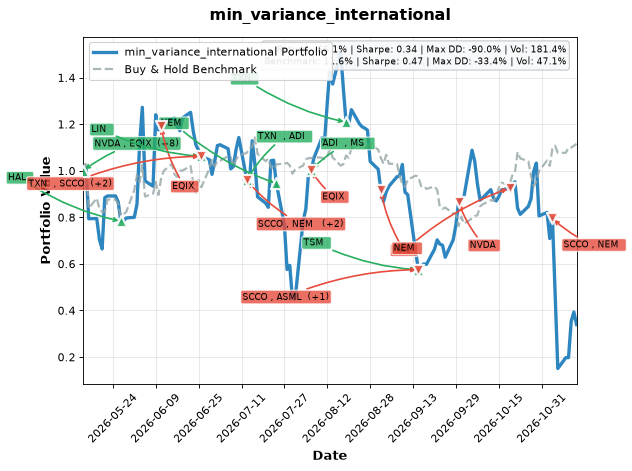 min_variance_international
min_variance_international Portfolio
Buy & Hold Benchmark
1% | Sharpe: 0.34 | Max DD: -90.0% | Vol: 181.4%
Benchmark: 1 .6% | Sharpe: 0.47 | Max DD: -33.4% | Vol: 47.1%
Portfolio Value
1.4
1.2
1.0
0.8
0.6
0.4
0.2
LIN
EM
NVDA , EQIX (+8)
TXN , ADI
ADI , MS
HAL
TXN , SCCO (+2)
EQIX
EQIX
SCCO , NEM (+2)
TSM
NEM
NVDA
SCCO , NEM
SCCO , ASML (+1)
2026-05-24
2026-06-09
2026-06-25
2026-07-11
2026-07-27
2026-08-12
2026-08-28
2026-09-13
2026-09-29
2026-10-15
2026-10-31
Date